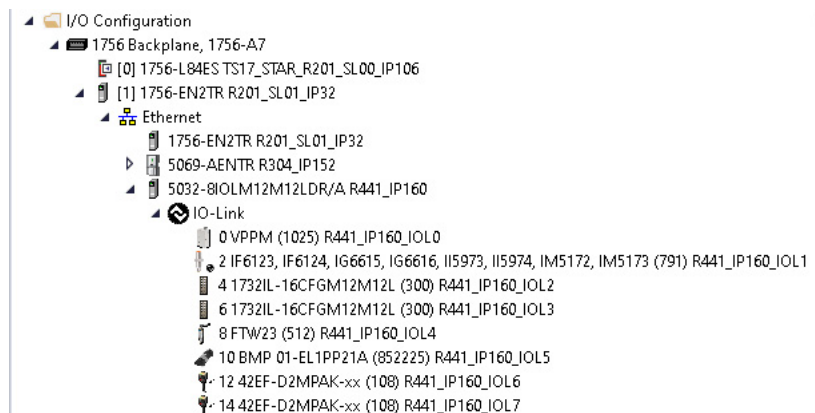 I/O Configuration
1756 Backplane, 1756-A7
[0] 1756-L84ES TS17_STAR_R201_SL00_IP106
[1] 1756-EN2TR R201_SL01_IP32
Ethernet
1756-EN2TR R201_SL01_IP32
5069-AENTR R304_IP152
5032-8IOLM12M12LDR/A R441_IP160
IO-Link
0 VPPM (1025) R441_IP160_IOL0
2 IF6123, IF6124, IG6615, IG6616, II5973, II5974, IM5172, IM5173 (791) R441_IP160_IOL1
4 1732IL-16CFGM12M12L (300) R441_IP160_IOL2
6 1732IL-16CFGM12M12L (300) R441_IP160_IOL3
8 FTW23 (512) R441_IP160_IOL4
10 BMP 01-EL1PP21A (852225) R441_IP160_IOL5
12 42EF-D2MPAK-xx (108) R441_IP160_IOL6
14 42EF-D2MPAK-xx (108) R441_IP160_IOL7